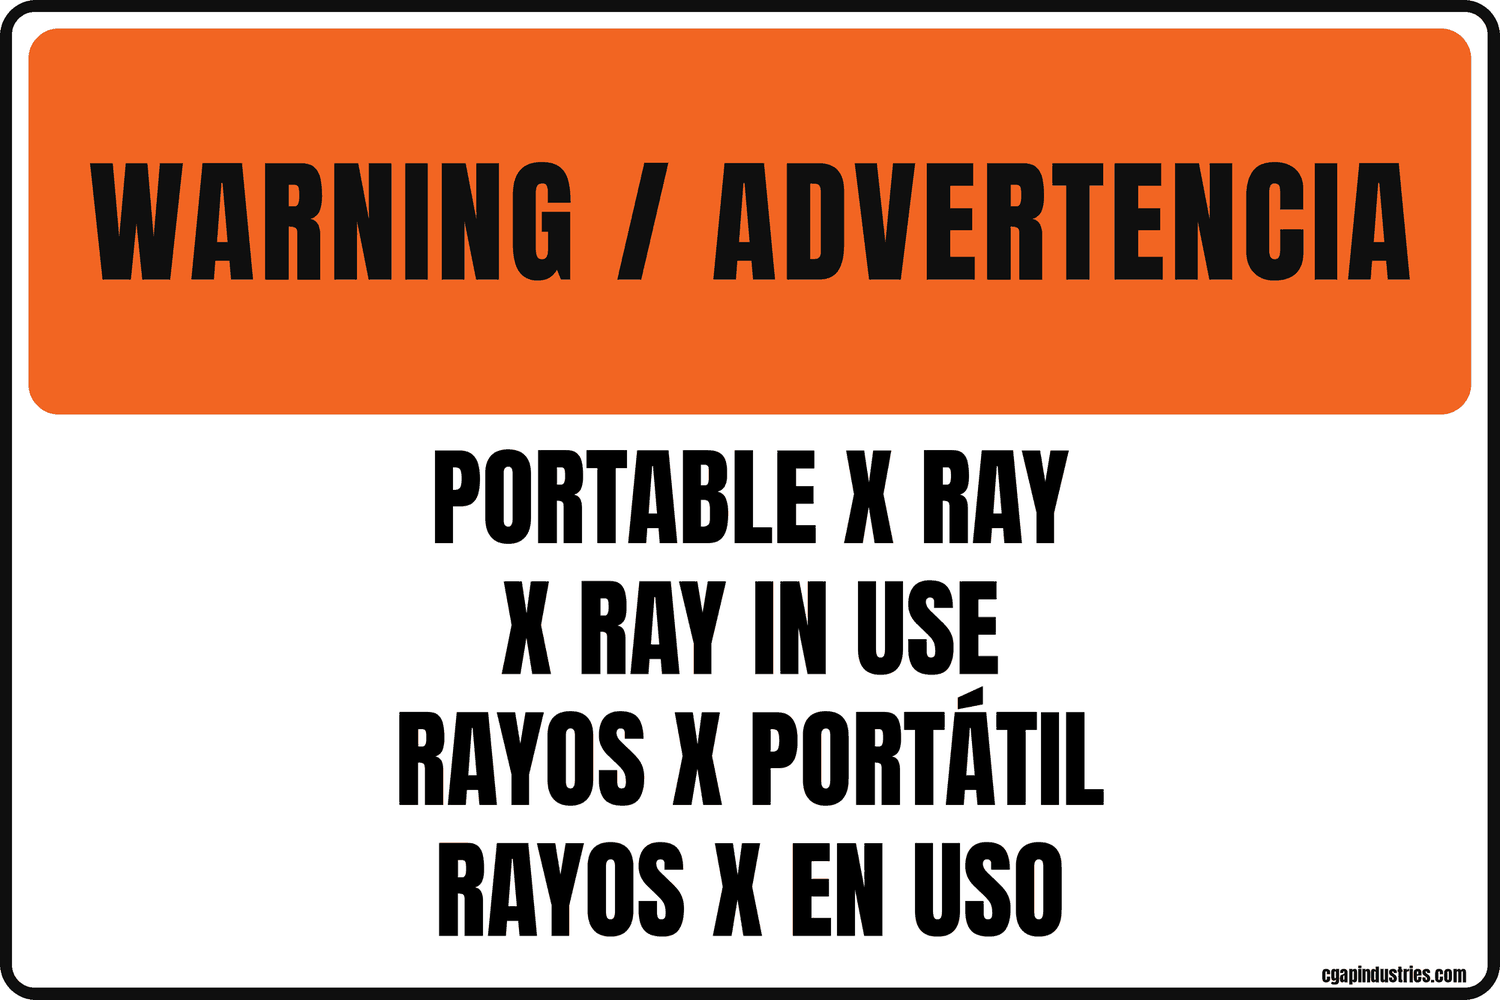 WARNING / ADVERTENCIA
PORTABLE X RAY
X RAY IN USE
RAYOS X PORTÁTIL
RAYOS X EN USO
cgapindustries.com